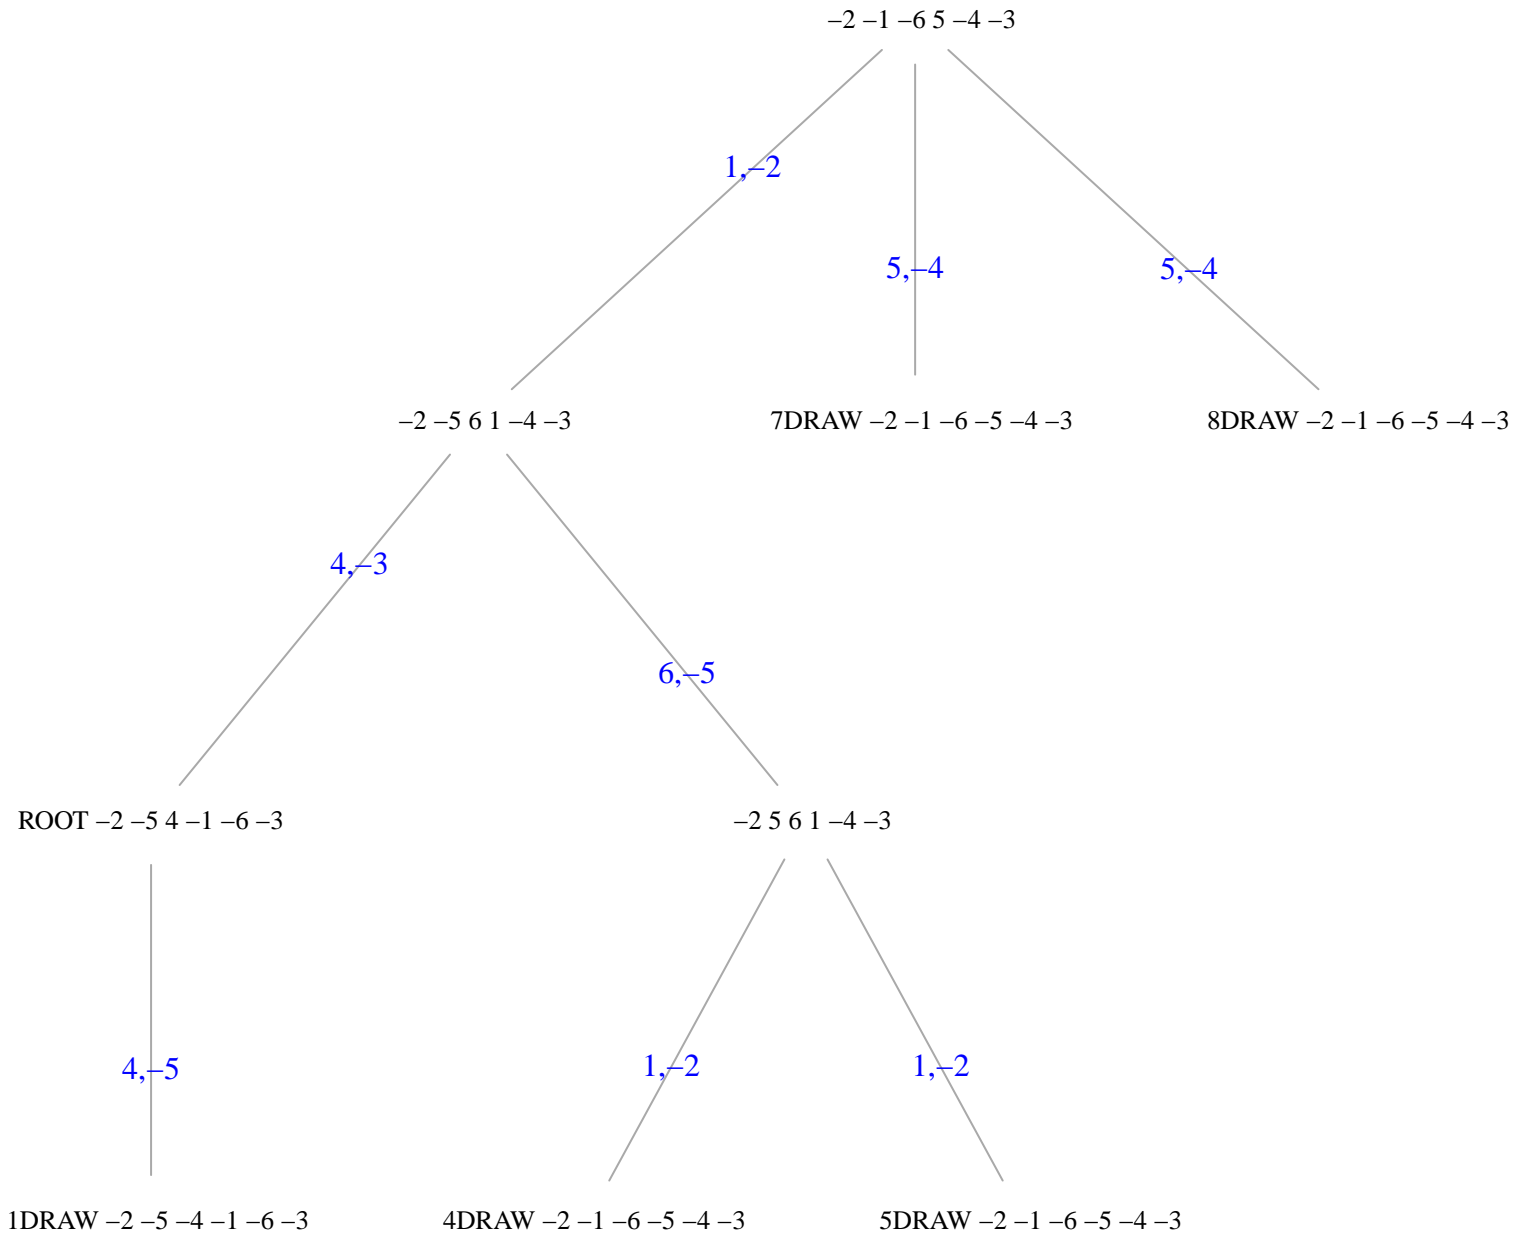 –2 –1 –6 5 –4 –3
1,–2
5,–4
5,–4
–2 –5 6 1 –4 –3
7DRAW –2 –1 –6 –5 –4 –3
8DRAW –2 –1 –6 –5 –4 –3
4,–3
6,–5
ROOT –2 –5 4 –1 –6 –3
–2 5 6 1 –4 –3
4,–5
1,–2
1,–2
1DRAW –2 –5 –4 –1 –6 –3
4DRAW –2 –1 –6 –5 –4 –3
5DRAW –2 –1 –6 –5 –4 –3